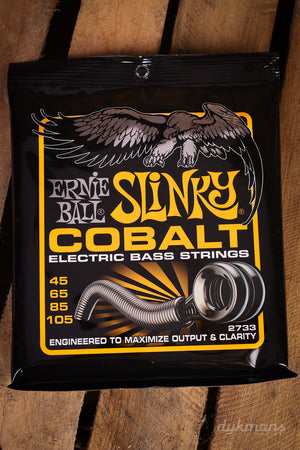 ERNIE BALL® SLINKY®
COBALT
ELECTRIC BASS STRINGS
45
65
85
105
2733
ENGINEERED TO MAXIMIZE OUTPUT & CLARITY
dykmans